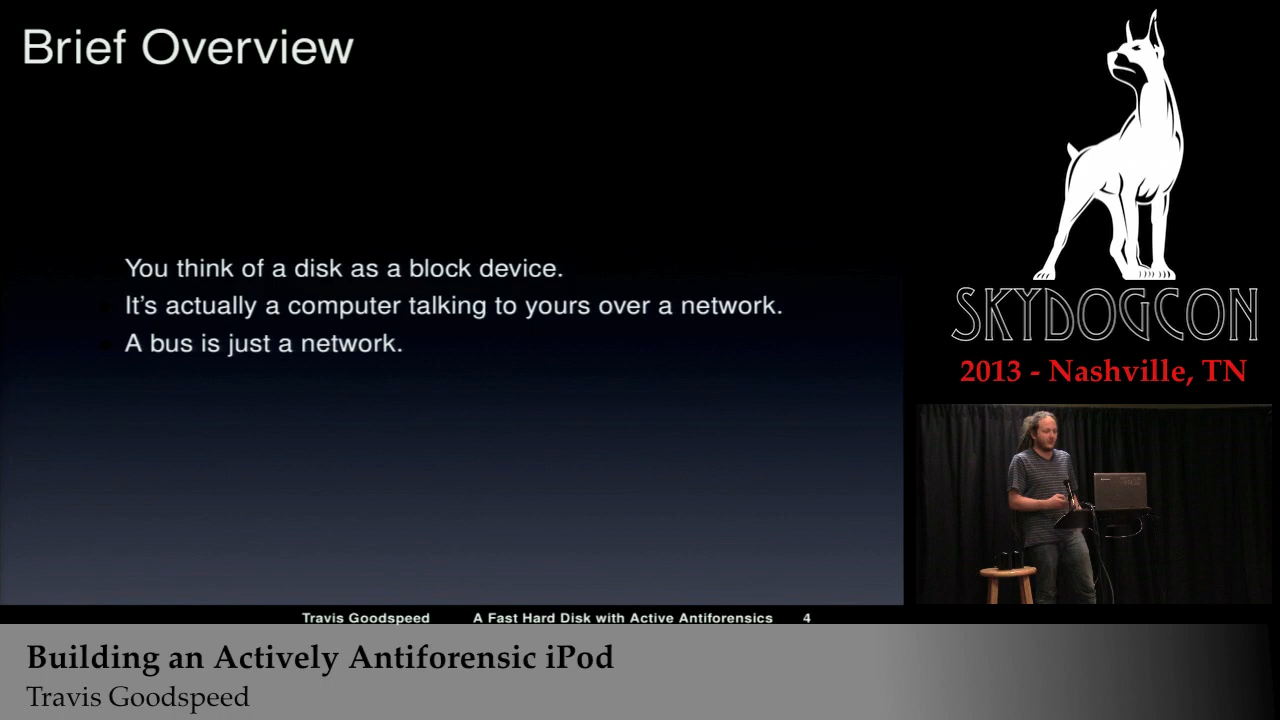 Brief Overview
You think of a disk as a block device.
It's actually a computer talking to yours over a network.
A bus is just a network.
Travis Goodspeed A Fast Hard Disk with Active Antiforensics 4
SKYDOGCON
2013 - Nashville, TN
Building an Actively Antiforensic iPod
Travis Goodspeed